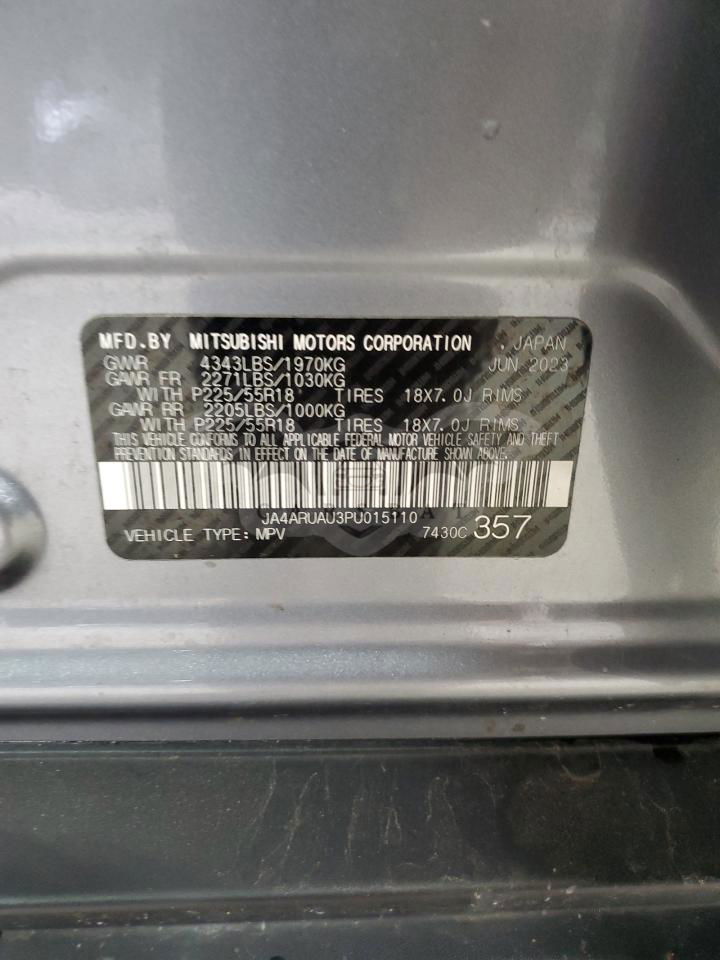 MFD.BY MITSUBISHI MOTORS CORPORATION , JAPAN
GVWR 4343LBS/1970KG JUN 2023
GAWR FR 2271LBS/1030KG
WITH P225/55R18 TIRES 18X7.0J RIMS
GAWR RR 2205LBS/1000KG
WITH P225/55R18 TIRES 18X7.0J RIMS
THIS VEHICLE CONFORMS TO ALL APPLICABLE FEDERAL MOTOR VEHICLE SAFETY AND THEFT
PREVENTION STANDARDS IN EFFECT ON THE DATE OF MANUFACTURE SHOWN ABOVE.
JA4ARUAU3PU015110
VEHICLE TYPE: MPV 7430C 357